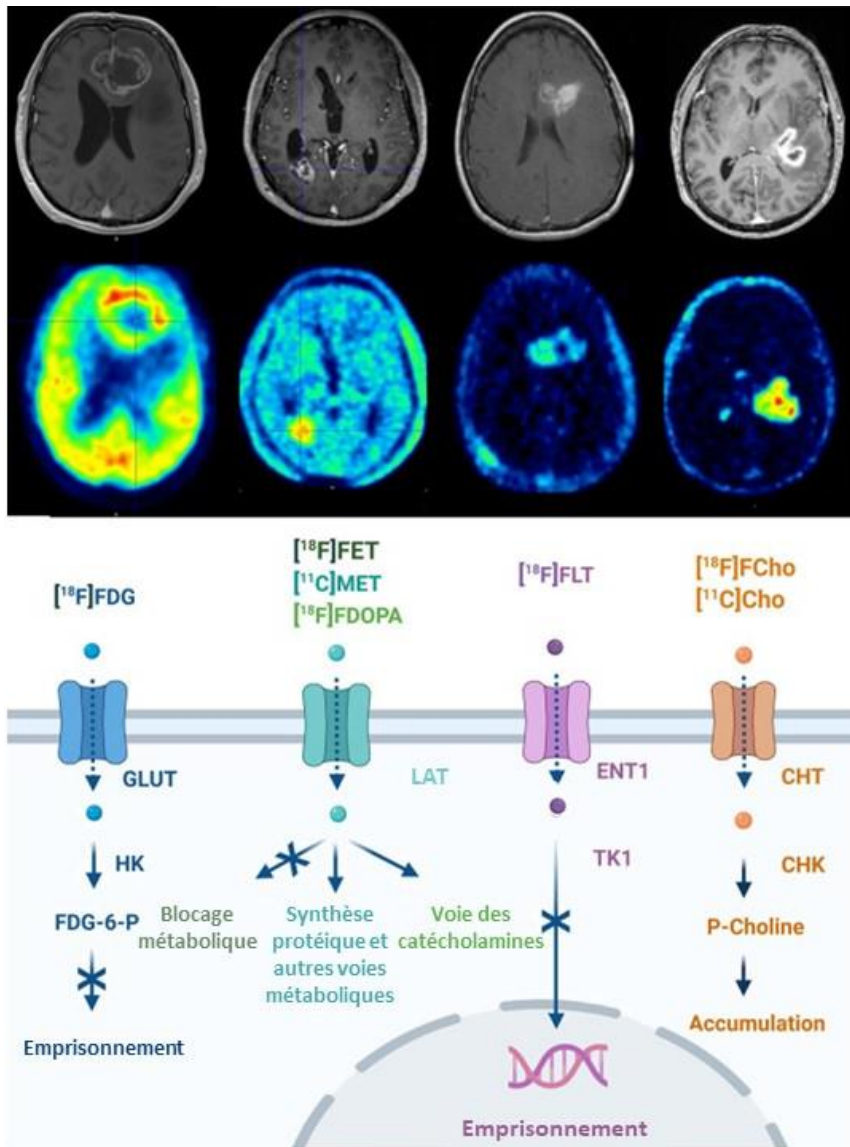 [¹⁸F]FDG
[¹⁸F]FET
[¹¹C]MET
[¹⁸F]FDOPA
[¹⁸F]FLT
[¹⁸F]FCho
[¹¹C]Cho
GLUT
LAT
ENT1
CHT
HK
TK1
CHK
FDG-6-P
Blocage
métabolique
Synthèse
protéique et
autres voies
métaboliques
Voie des
catécholamines
P-Choline
Accumulation
Emprisonnement
Emprisonnement